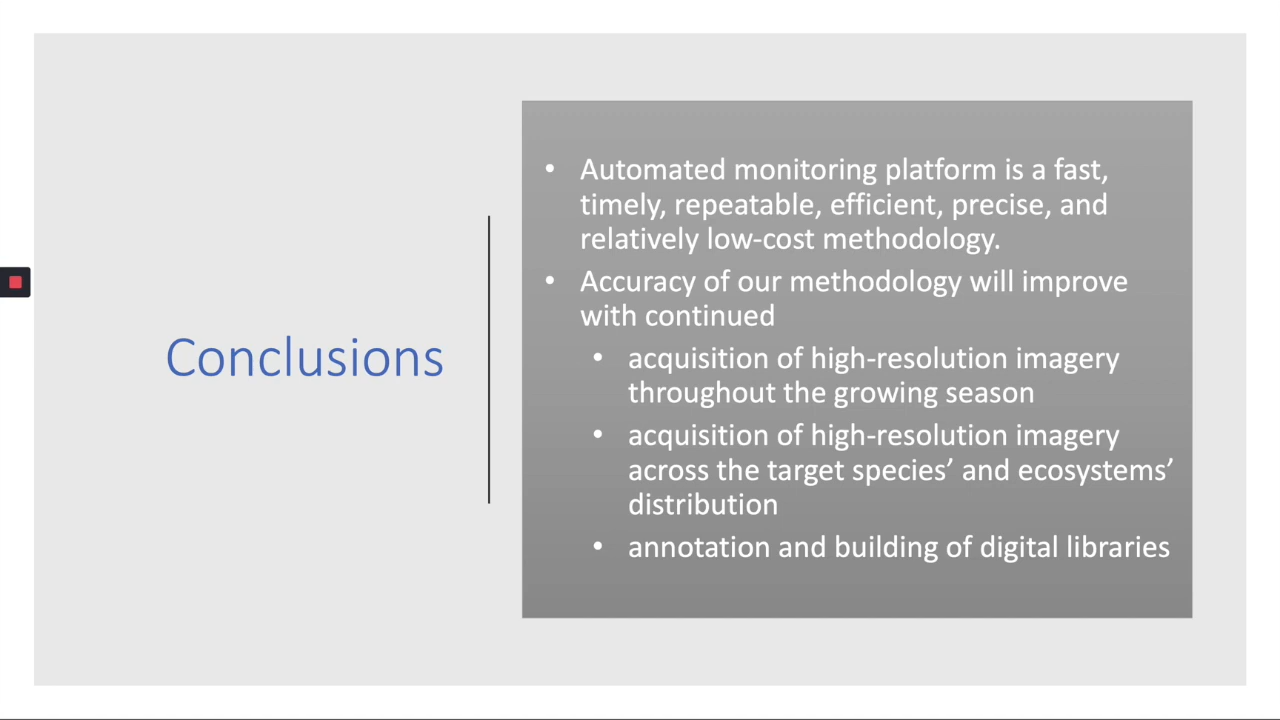 Conclusions
• Automated monitoring platform is a fast,
timely, repeatable, efficient, precise, and
relatively low-cost methodology.
• Accuracy of our methodology will improve
with continued
• acquisition of high-resolution imagery
throughout the growing season
• acquisition of high-resolution imagery
across the target species’ and ecosystems’
distribution
• annotation and building of digital libraries